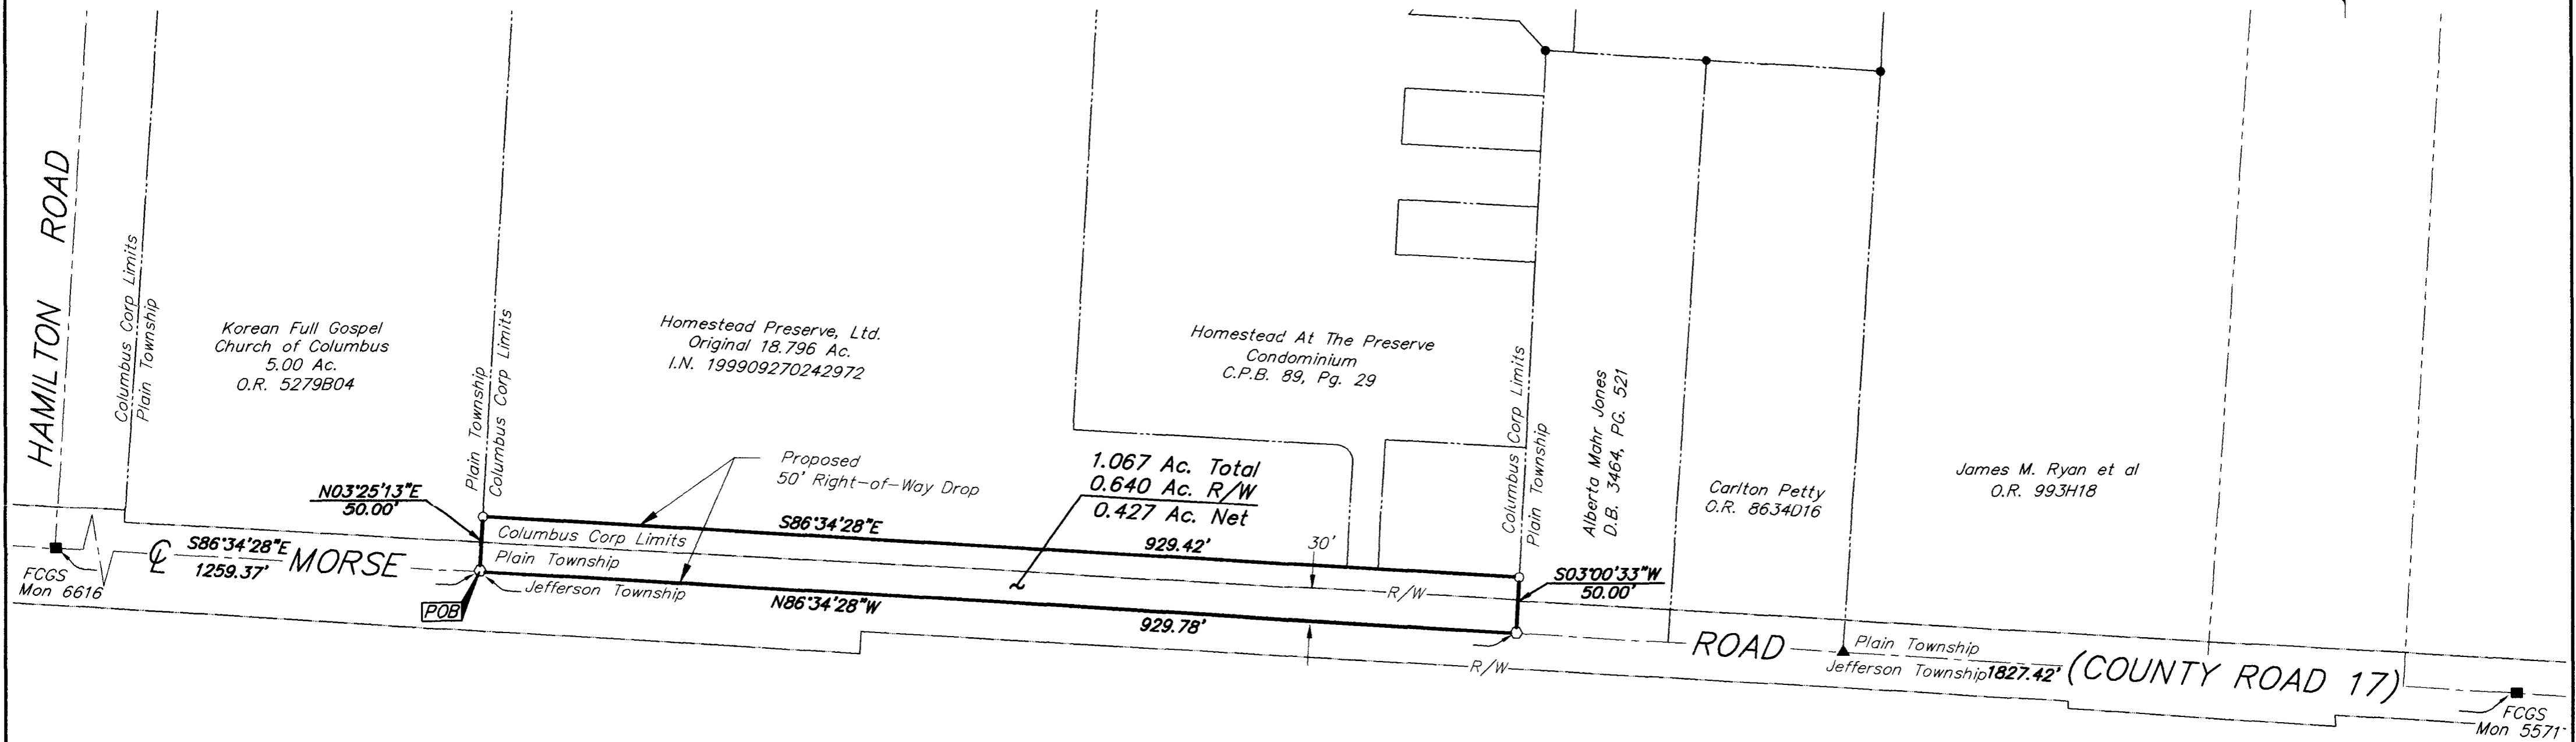 HAMILTON ROAD
Columbus Corp Limits
Plain Township
Korean Full Gospel
Church of Columbus
5.00 Ac.
O.R. 5279B04
Plain Township
Columbus Corp Limits
Homestead Preserve, Ltd.
Original 18.796 Ac.
I.N. 199909270242972
Homestead At The Preserve
Condominium
C.P.B. 89, Pg. 29
Columbus Corp Limits
Plain Township
Alberta Mahr Jones
D.B. 3464, PG. 521
Carlton Petty
O.R. 8634D16
James M. Ryan et al
O.R. 993H18
N03°25'13"E
50.00'
Proposed
50' Right-of-Way Drop
1.067 Ac. Total
0.640 Ac. R/W
0.427 Ac. Net
S86°34'28"E
929.42'
30'
Columbus Corp Limits
Plain Township
Jefferson Township
S03°00'33"W
50.00'
FCGS
Mon 6616
℄ S86°34'28"E
1259.37'
MORSE
POB
N86°34'28"W
929.78'
R/W
R/W
ROAD
Plain Township
Jefferson Township
1827.42'
(COUNTY ROAD 17)
FCGS
Mon 5571